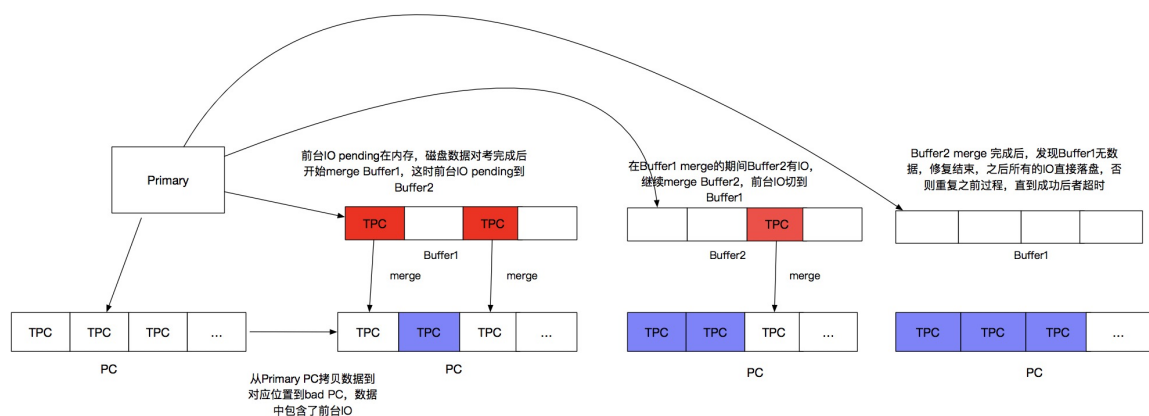 Primary
前台IO pending在内存，磁盘数据对考完成后
开始merge Buffer1，这时前台IO pending到
Buffer2
在Buffer1 merge的期间Buffer2有IO,
继续merge Buffer2，前台IO切到
Buffer1
Buffer2 merge 完成后，发现Buffer1无数
据，修复结束，之后所有的IO直接落盘，否
则重复之前过程，直到成功后者超时
TPC TPC
Buffer1
TPC
Buffer2
Buffer1
merge merge
merge
TPC TPC TPC ...
PC
TPC TPC TPC ...
PC
TPC TPC TPC ...
PC
TPC TPC TPC ...
PC
从Primary PC拷贝数据到
对应位置到bad PC，数据
中包含了前台IO